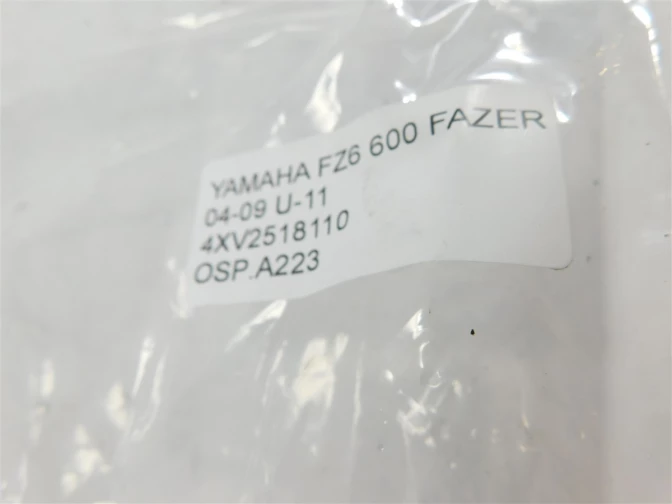 YAMAHA FZ6 600 FAZER
04-09 U-11
4XV2518110
OSP.A223